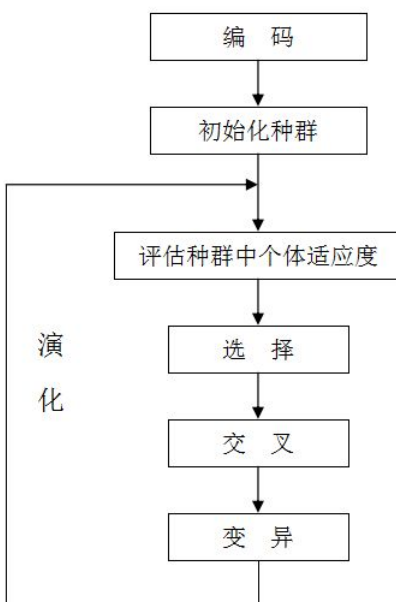 编 码
初始化种群
评估种群中个体适应度
演
化
选 择
交 叉
变 异